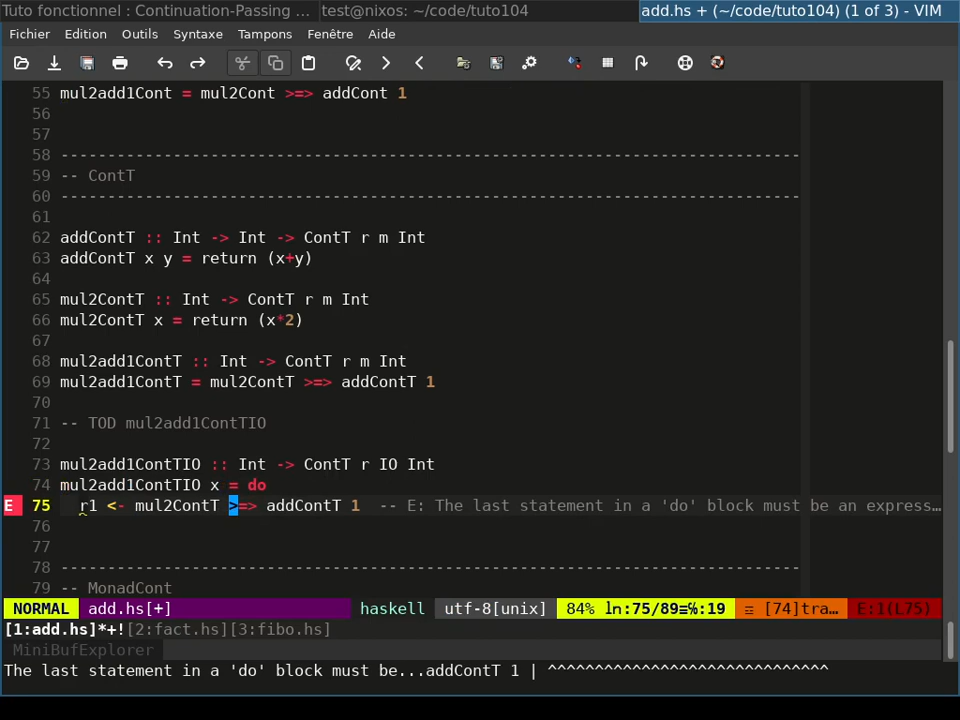 Tuto fonctionnel : Continuation-Passing ... test@nixos: ~/code/tuto104 add.hs + (~/code/tuto104) (1 of 3) - VIM
Fichier Edition Outils Syntaxe Tampons Fenêtre Aide
55 mul2add1Cont = mul2Cont >=> addCont 1
56
57
58 -------------------------------------------------------------------------------
59 -- ContT
60 -------------------------------------------------------------------------------
61
62 addContT :: Int -> Int -> ContT r m Int
63 addContT x y = return (x+y)
64
65 mul2ContT :: Int -> ContT r m Int
66 mul2ContT x = return (x*2)
67
68 mul2add1ContT :: Int -> ContT r m Int
69 mul2add1ContT = mul2ContT >=> addContT 1
70
71 -- TOD mul2add1ContTIO
72
73 mul2add1ContTIO :: Int -> ContT r IO Int
74 mul2add1ContTIO x = do
E 75 r1 <- mul2ContT >=> addContT 1 -- E: The last statement in a 'do' block must be an express…
76
77
78 -------------------------------------------------------------------------------
79 -- MonadCont
NORMAL add.hs[+] haskell utf-8[unix] 84% ln:75/89≡℅:19 ☲ [74]tra… E:1(L75)
[1:add.hs]*+![2:fact.hs][3:fibo.hs]
MiniBufExplorer
The last statement in a 'do' block must be...addContT 1 | ^^^^^^^^^^^^^^^^^^^^^^^^^^^^^^